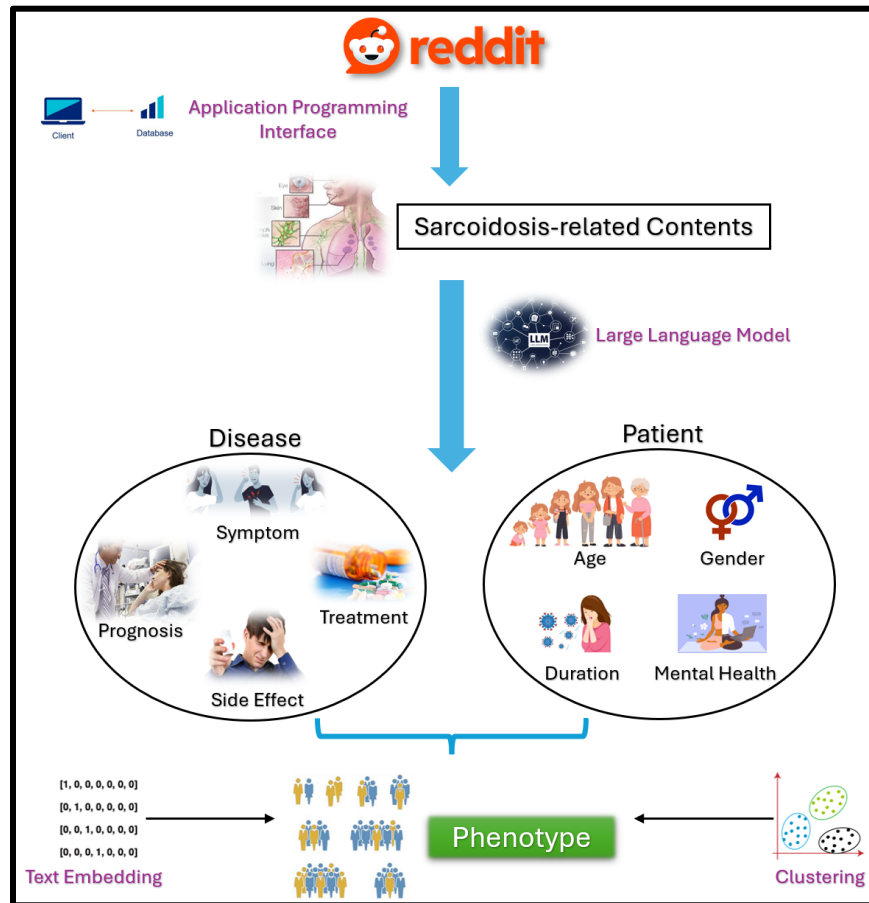 reddit
Application Programming
Interface
Client
Database
Eye
Skin
Lung
Sarcoidosis-related Contents
LLM
Large Language Model
Disease
Patient
Symptom
Age
Gender
Treatment
Prognosis
Side Effect
Duration
Mental Health
[1, 0, 0, 0, 0, 0, 0]
[0, 1, 0, 0, 0, 0, 0]
[0, 0, 1, 0, 0, 0, 0]
[0, 0, 0, 1, 0, 0, 0]
Phenotype
Text Embedding
Clustering